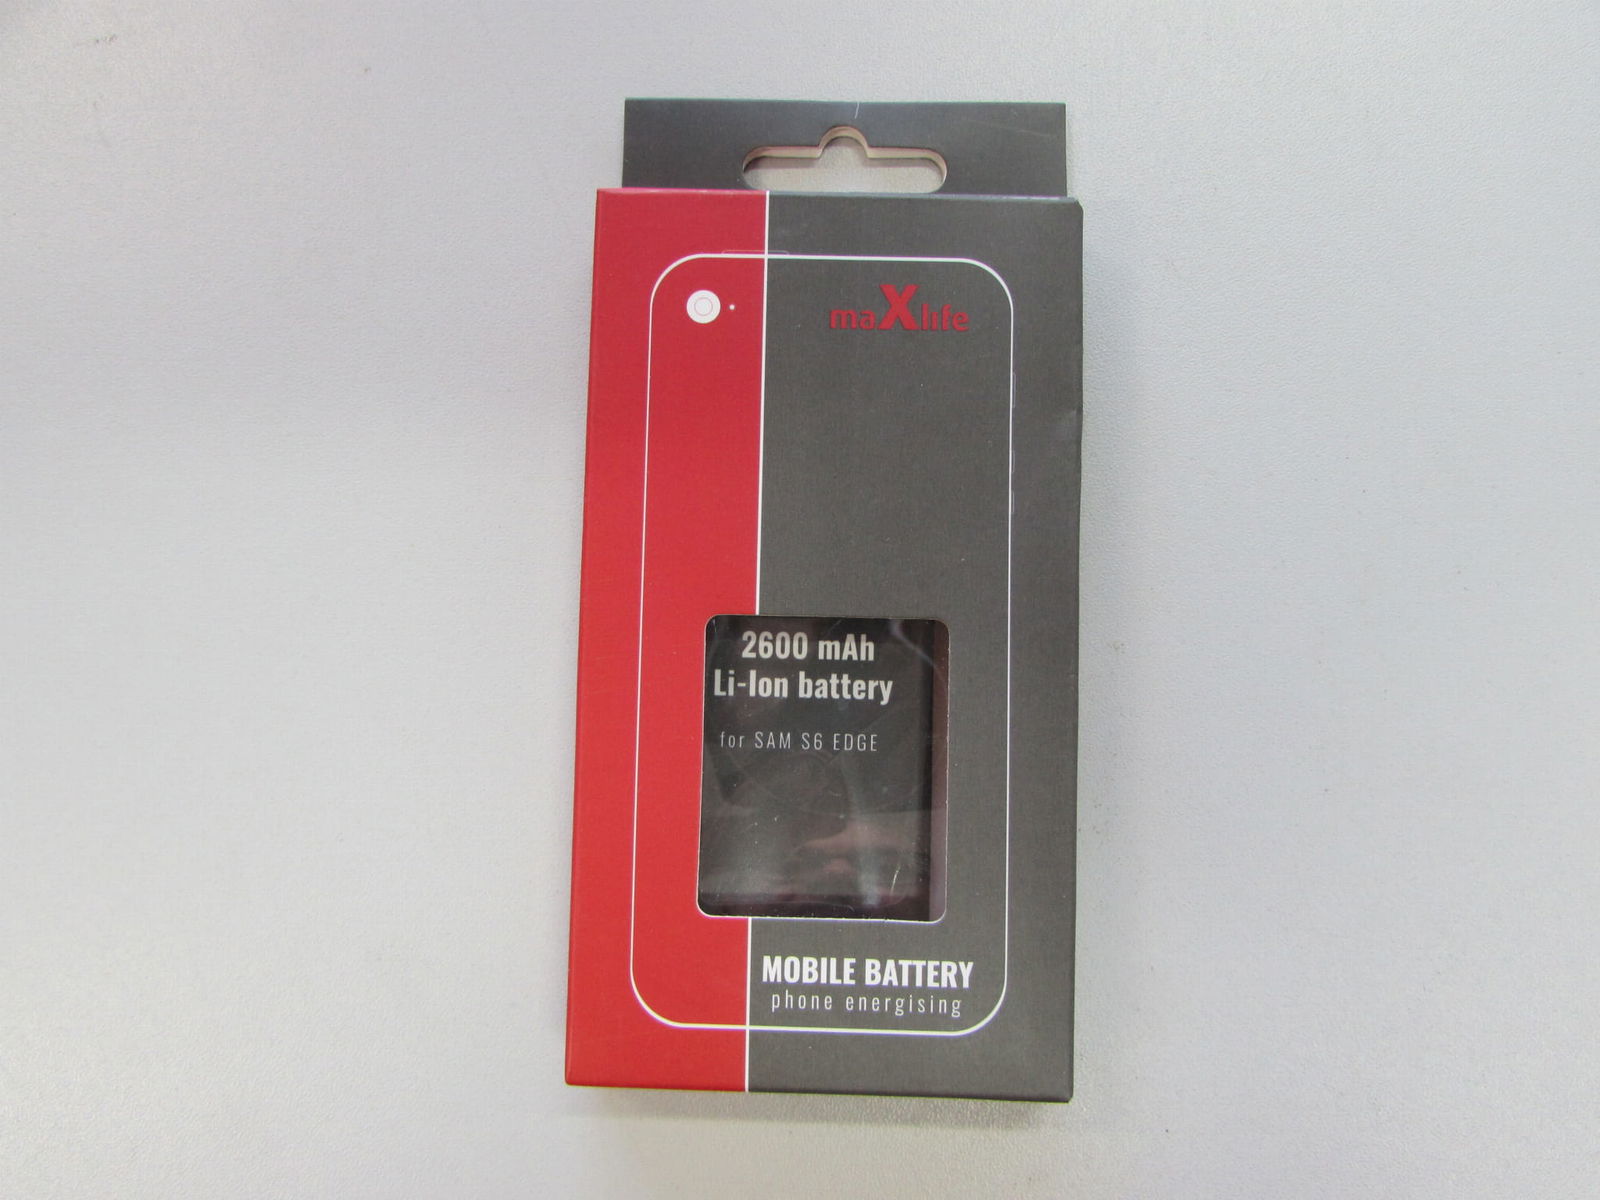 maXlife
2600 mAh
Li-Ion battery
for SAM S6 EDGE
MOBILE BATTERY
phone energising